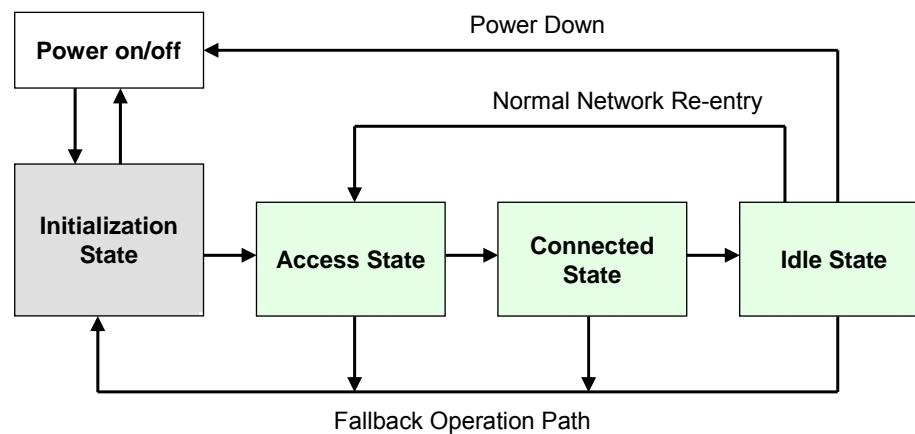 Power Down
Power on/off
Normal Network Re-entry
Initialization
State
Access State
Connected
State
Idle State
Fallback Operation Path